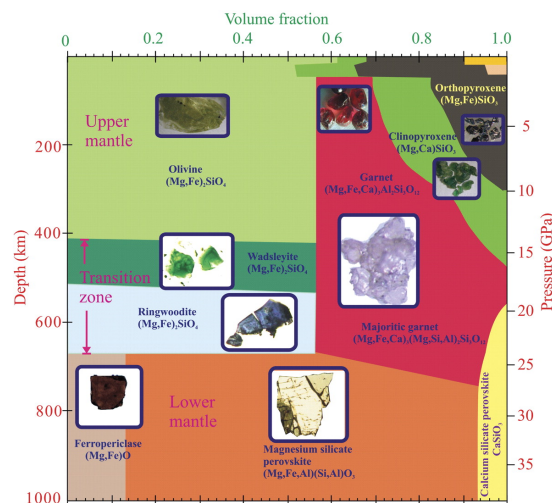 Volume fraction
0 0.2 0.4 0.6 0.8 1.0
Depth (km)
200
400
600
800
1000
Pressure (GPa)
5
10
15
20
25
30
35
Upper
mantle
Olivine
(Mg,Fe)₂SiO₄
Orthopyroxene
(Mg,Fe)SiO₃
Clinopyroxene
(Mg,Ca)SiO₃
Garnet
(Mg,Fe,Ca)₃Al₂Si₃O₁₂
Transition
zone
Wadsleyite
(Mg,Fe)₂SiO₄
Ringwoodite
(Mg,Fe)₂SiO₄
Majoritic garnet
(Mg,Fe,Ca)₃(Mg,Si,Al)₂Si₃O₁₂
Lower
mantle
Ferropericlase
(Mg,Fe)O
Magnesium silicate
perovskite
(Mg,Fe,Al)(Si,Al)O₃
Calcium silicate perovskite
CaSiO₃